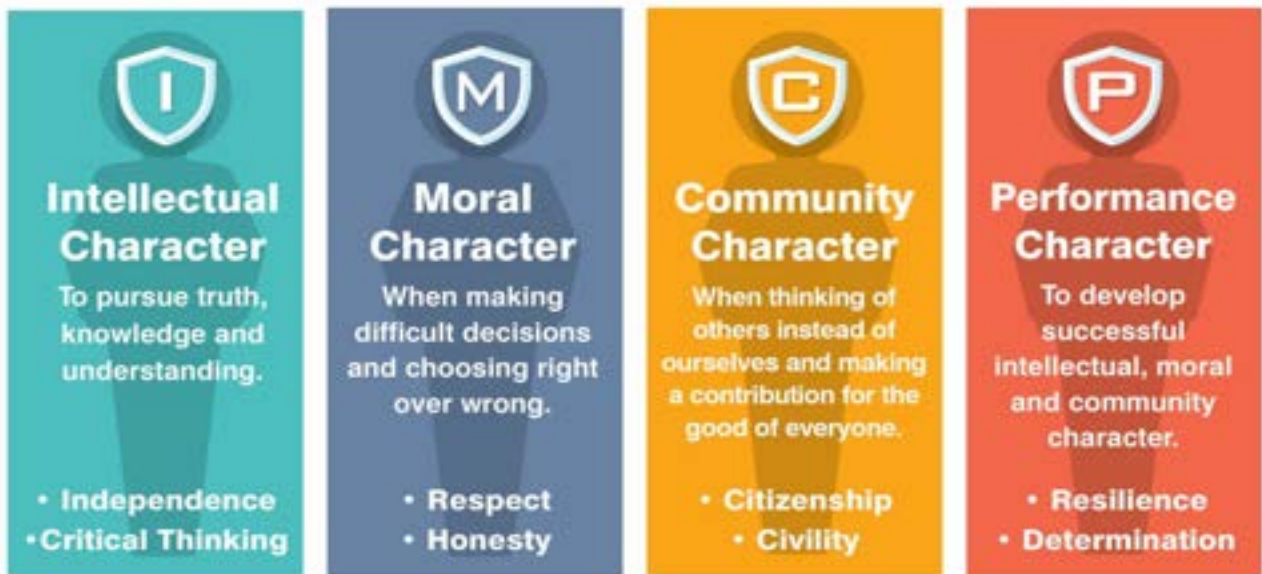 I
Intellectual
Character
To pursue truth,
knowledge and
understanding.
• Independence
•Critical Thinking
M
Moral
Character
When making
difficult decisions
and choosing right
over wrong.
• Respect
• Honesty
C
Community
Character
When thinking of
others instead of
ourselves and making
a contribution for the
good of everyone.
• Citizenship
• Civility
P
Performance
Character
To develop
successful
intellectual, moral
and community
character.
• Resilience
• Determination